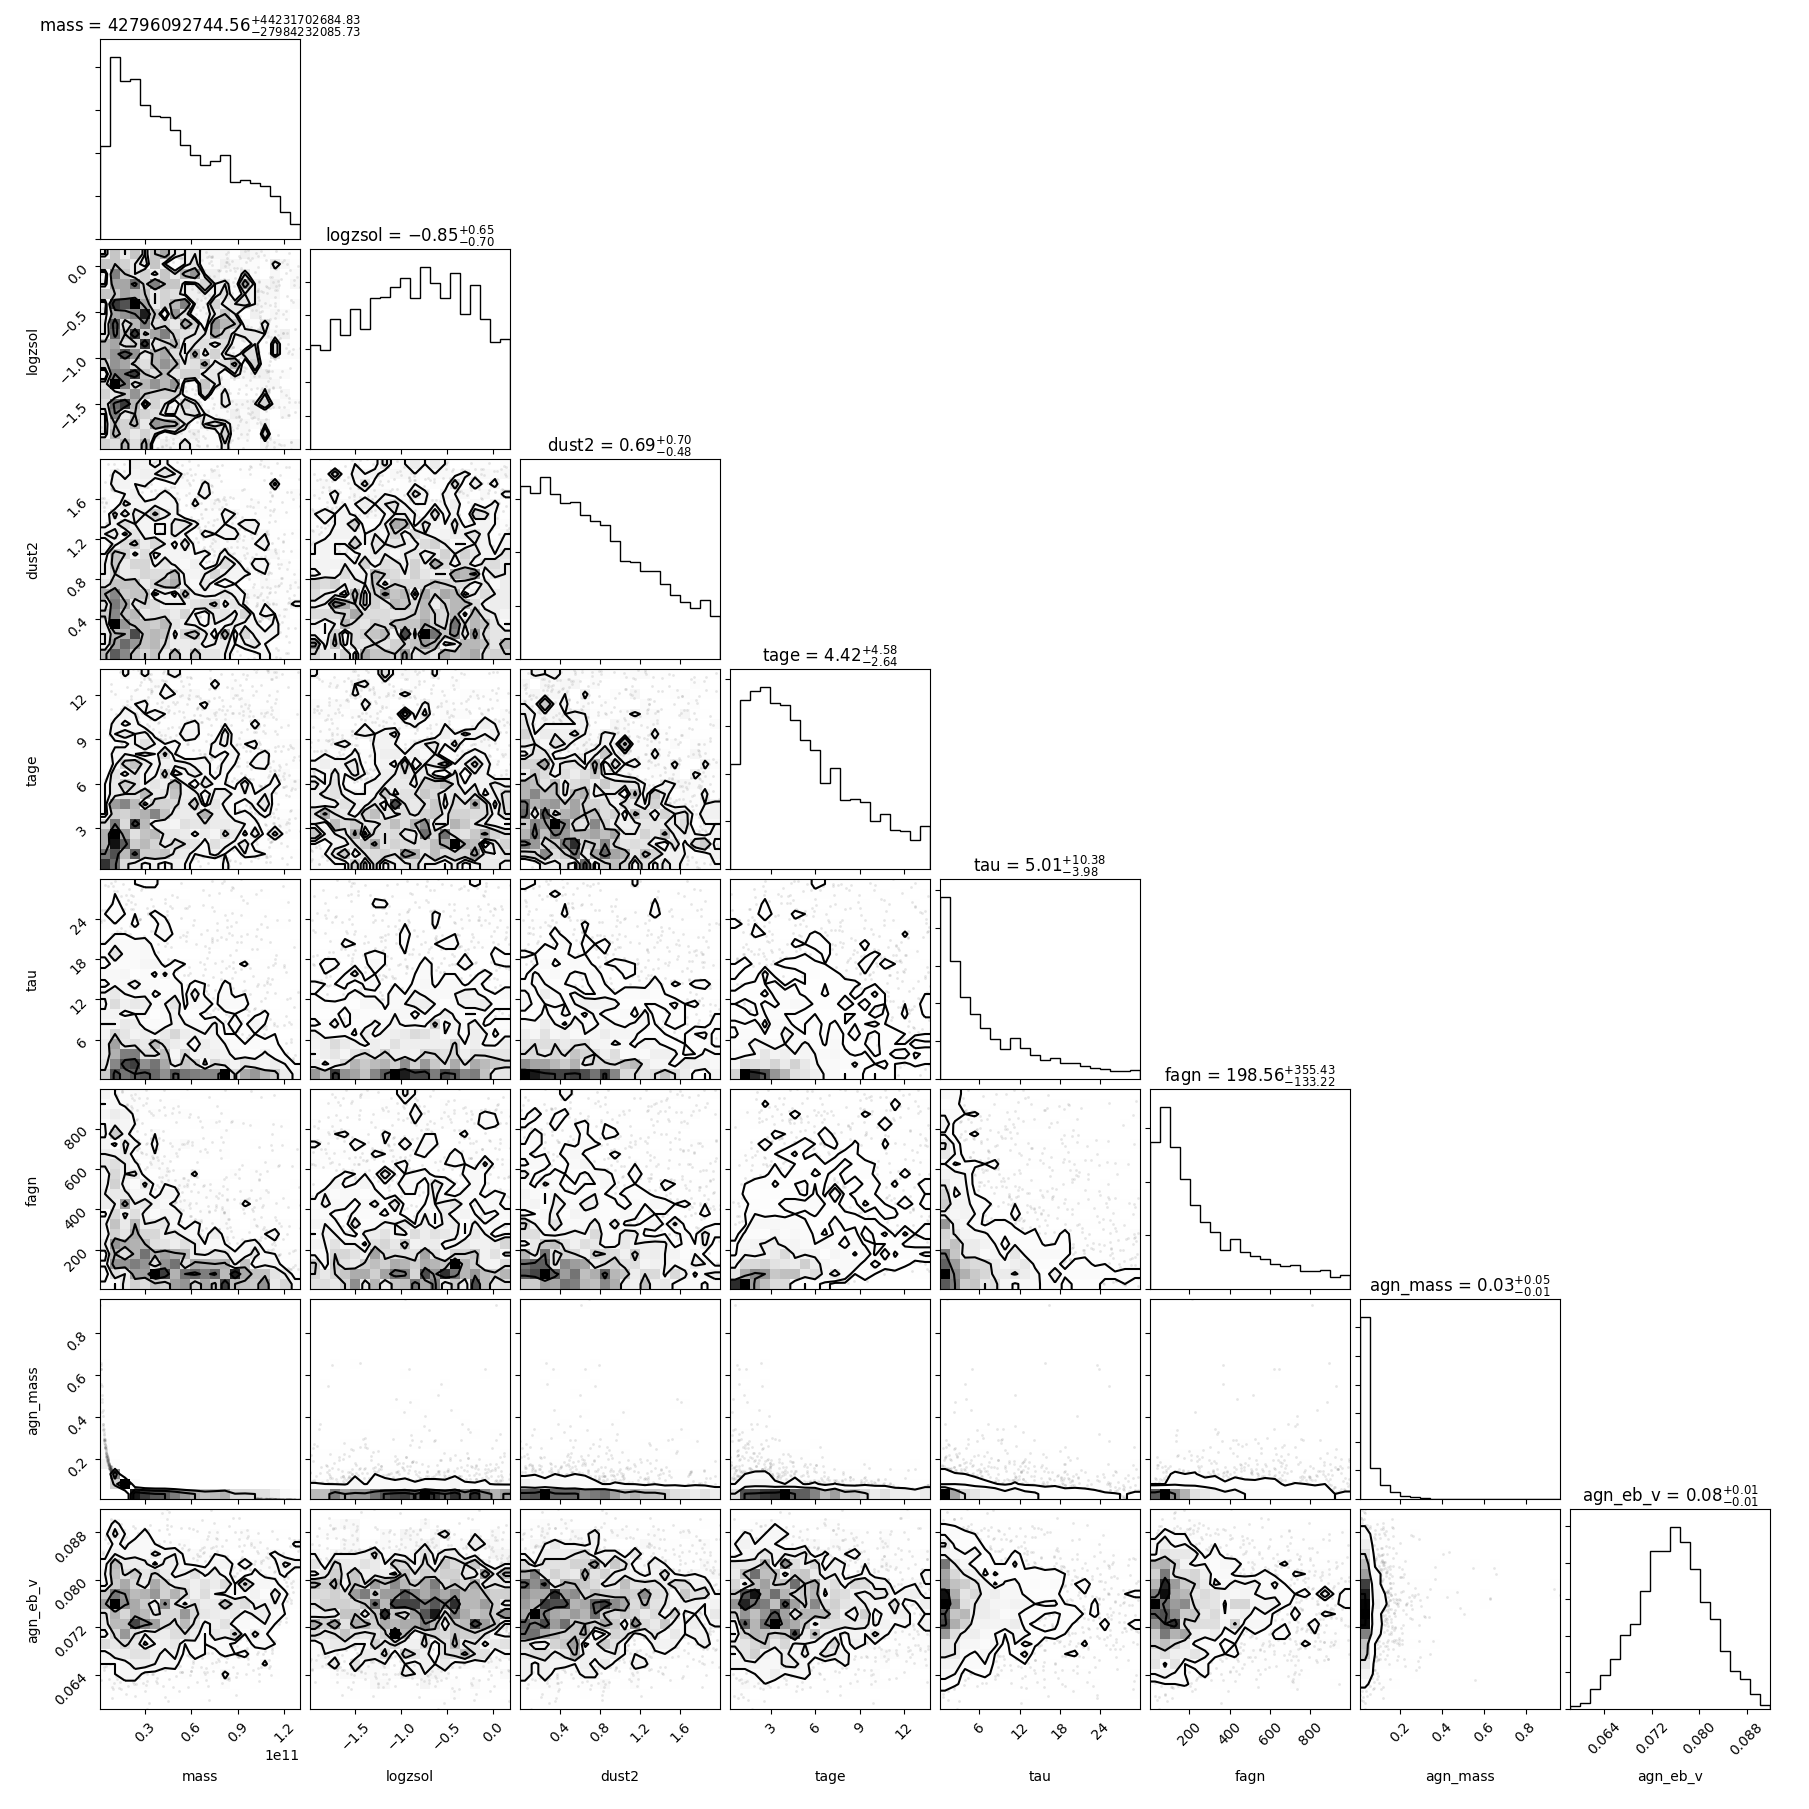 mass = 42796092744.56+44231702684.83−27984232085.73
logzsol = −0.85+0.65−0.70
0.0
−0.5
−1.0
−1.5
logzsol
dust2 = 0.69+0.70−0.48
1.6
1.2
0.8
0.4
dust2
tage = 4.42+4.58−2.64
12
9
6
3
tage
tau = 5.01+10.38−3.98
24
18
12
6
tau
fagn = 198.56+355.43−133.22
800
600
400
200
fagn
agn_mass = 0.03+0.05−0.01
0.8
0.6
0.4
0.2
agn_mass
agn_eb_v = 0.08+0.01−0.01
0.088
0.080
0.072
0.064
agn_eb_v
0.3 0.6 0.9 1.2 −1.5 −1.0 −0.5 0.0 0.4 0.8 1.2 1.6 3 6 9 12 6 12 18 24 200 400 600 800 0.2 0.4 0.6 0.8 0.064 0.072 0.080 0.088
1e11
mass logzsol dust2 tage tau fagn agn_mass agn_eb_v